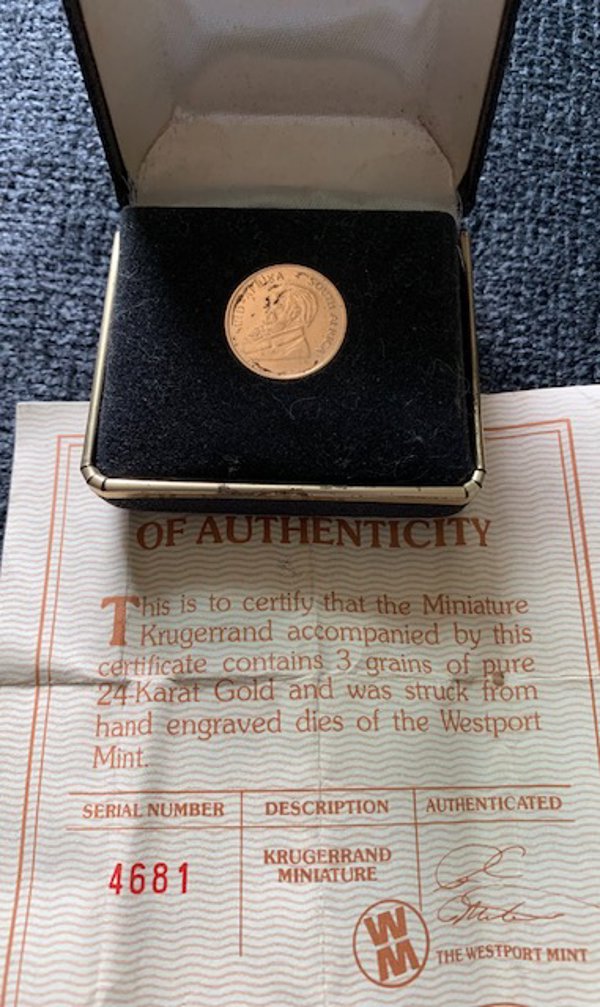 SUID-AFRIKA SOUTH AFRICA
OF AUTHENTICITY
This is to certify that the Miniature
Krugerrand accompanied by this
certificate contains 3 grains of pure
24 Karat Gold and was struck from
hand engraved dies of the Westport
Mint.
SERIAL NUMBER DESCRIPTION AUTHENTICATED
4681
KRUGERRAND
MINIATURE
WM
THE WESTPORT MINT